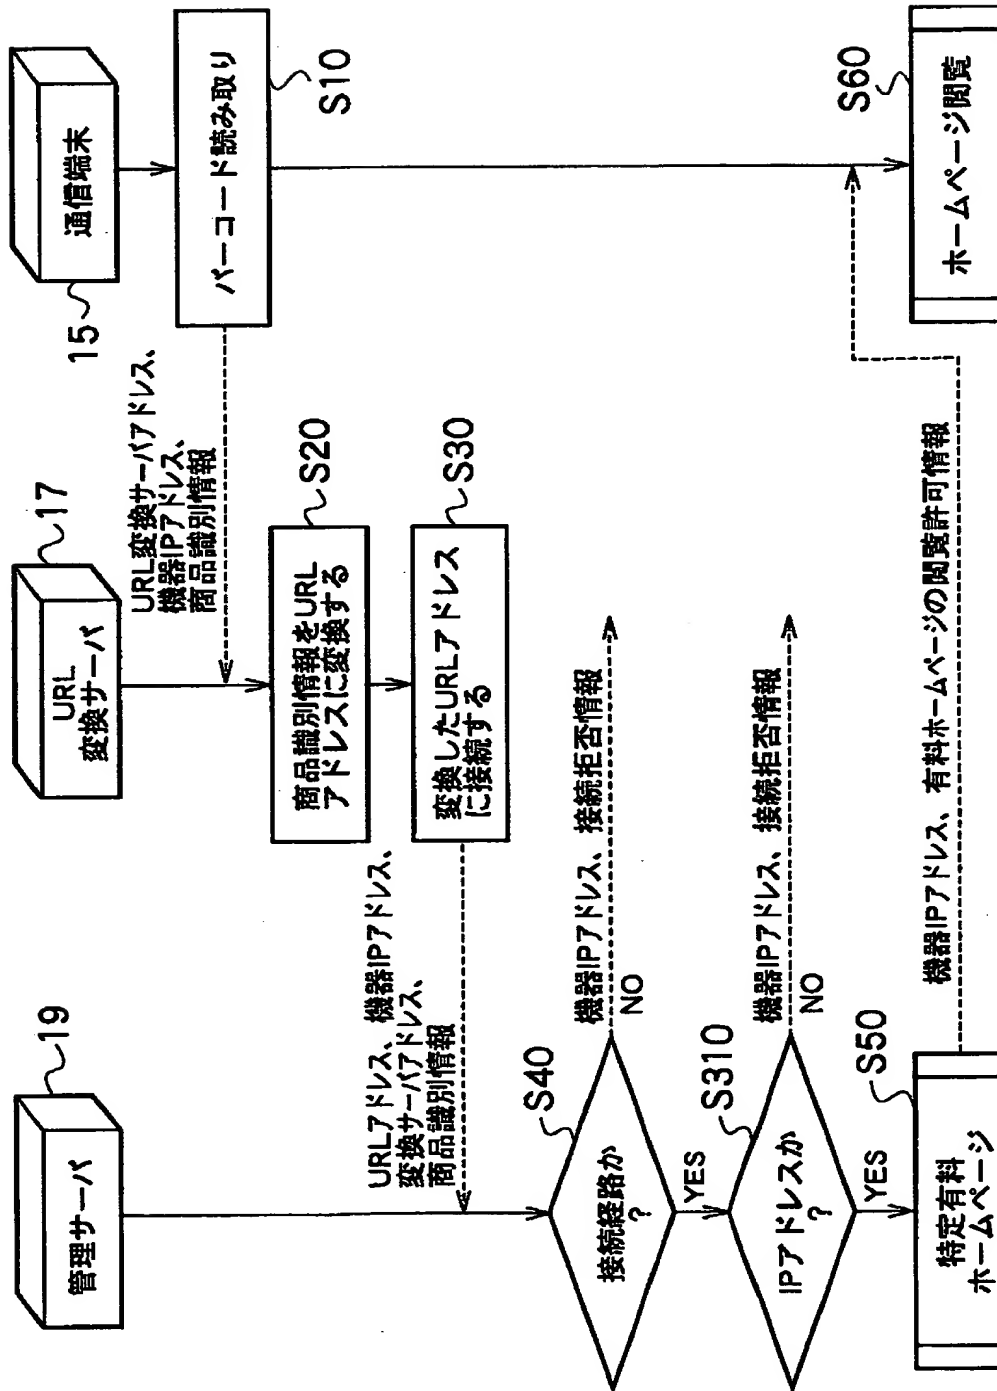 管理サーバ
19
URL
変換サーバ
17
通信端末
15
バーコード読み取り
S10
URL変換サーバアドレス、
機器IPアドレス、
商品識別情報
商品識別情報をURL
アドレスに変換する
S20
変換したURLアドレス
に接続する
S30
URLアドレス、機器IPアドレス、
変換サーバアドレス、
商品識別情報
接続経路か
?
S40
機器IPアドレス、接続拒否情報
NO
YES
IPアドレスか
?
S310
機器IPアドレス、接続拒否情報
NO
YES
特定有料
ホームページ
S50
機器IPアドレス、有料ホームページの閲覧許可情報
ホームページ閲覧
S60